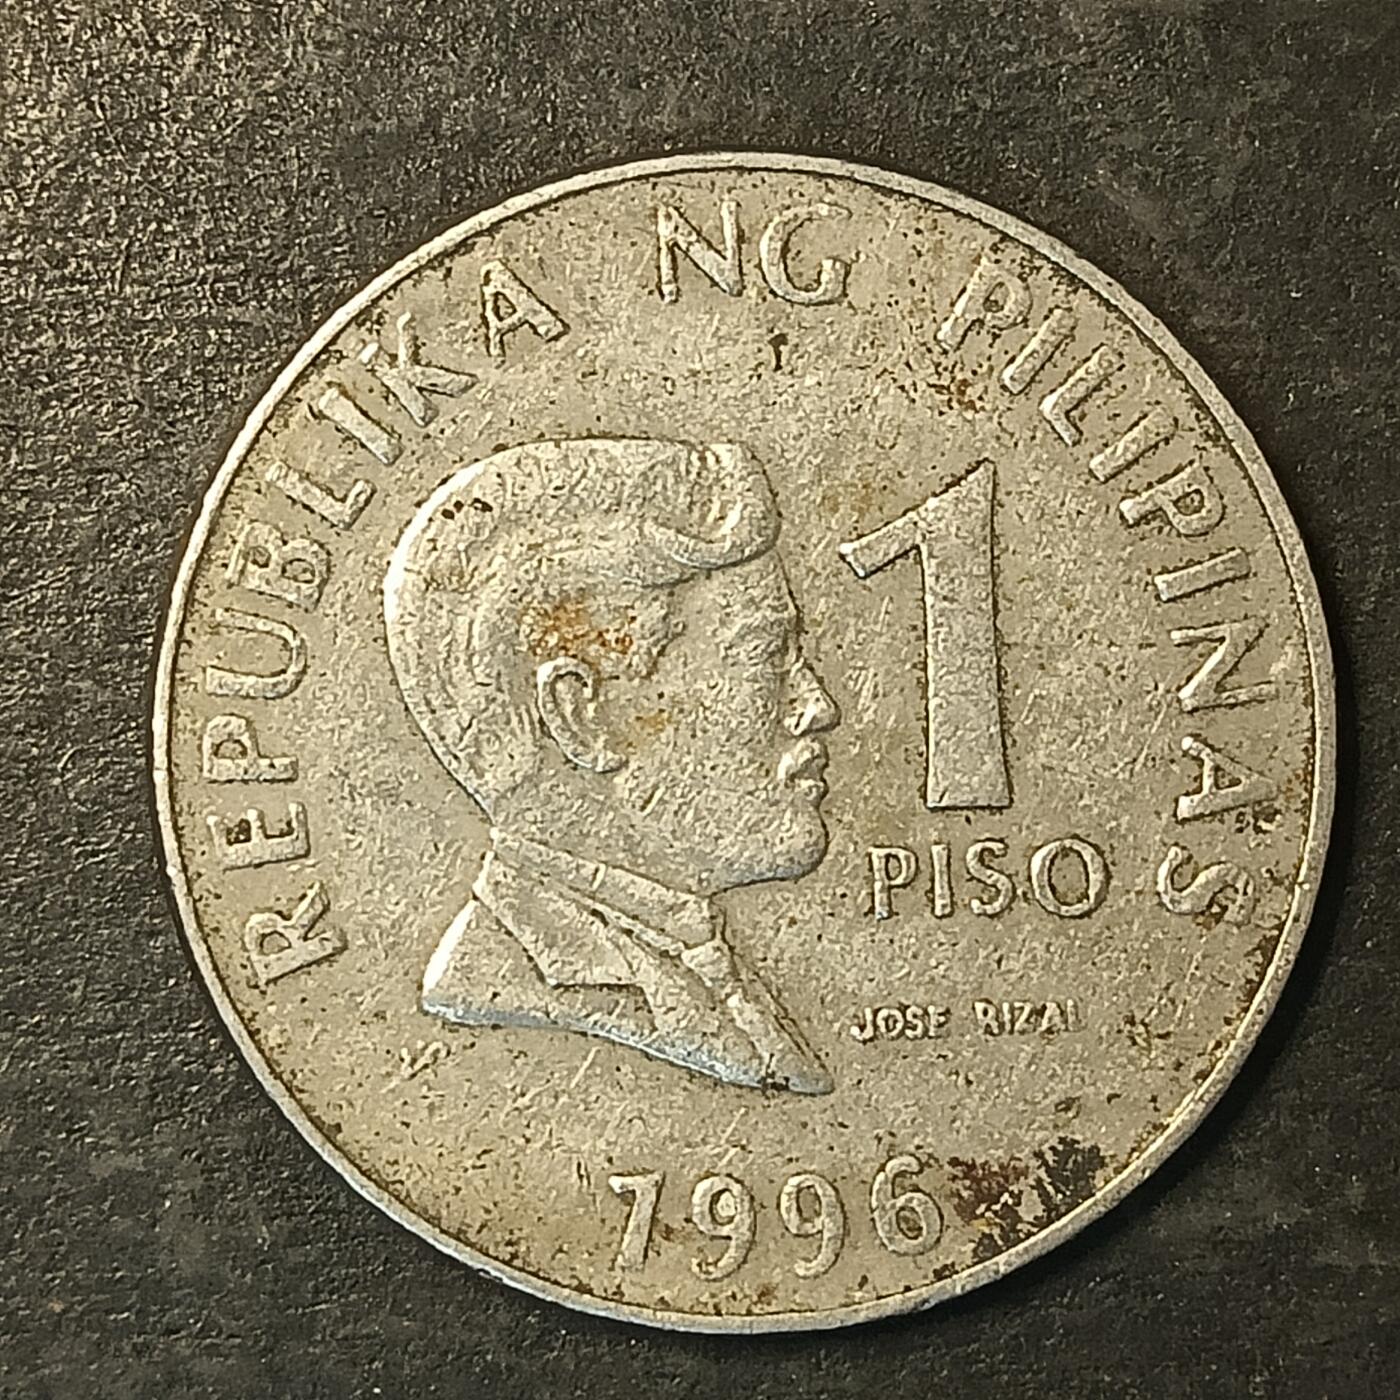 REPUBLIKA NG PILIPINAS
1
PISO
JOSE RIZAL
1996